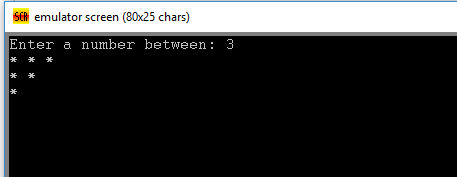 emulator screen (80x25 chars)
Enter a number between: 3
* * *
* *
*